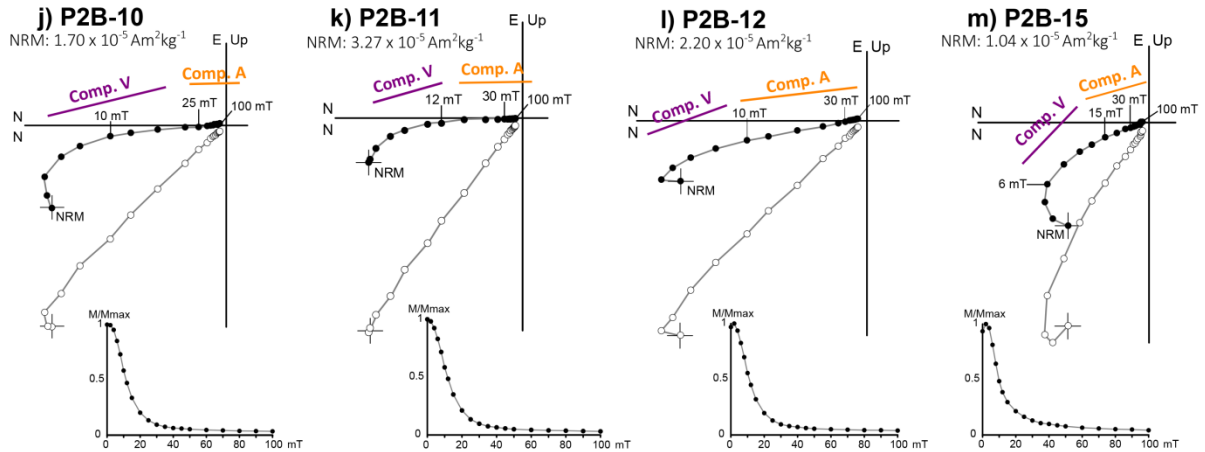 j) P2B-10
NRM: 1.70 x 10⁻⁵ Am²kg⁻¹
E Up
Comp. V
Comp. A
25 mT
100 mT
10 mT
N
N
NRM
M/Mmax
1
0.5
0
0 20 40 60 80 100 mT
k) P2B-11
NRM: 3.27 x 10⁻⁵ Am²kg⁻¹
E Up
Comp. V
Comp. A
12 mT
30 mT
100 mT
N
N
NRM
M/Mmax
1
0.5
0
0 20 40 60 80 100 mT
l) P2B-12
NRM: 2.20 x 10⁻⁵ Am²kg⁻¹
E Up
Comp. V
Comp. A
30 mT
100 mT
10 mT
N
N
NRM
M/Mmax
1
0.5
0
0 20 40 60 80 100 mT
m) P2B-15
NRM: 1.04 x 10⁻⁵ Am²kg⁻¹
E Up
Comp. A
Comp. V
30 mT
100 mT
15 mT
N
N
6 mT
NRM
M/Mmax
1
0.5
0
0 20 40 60 80 100 mT